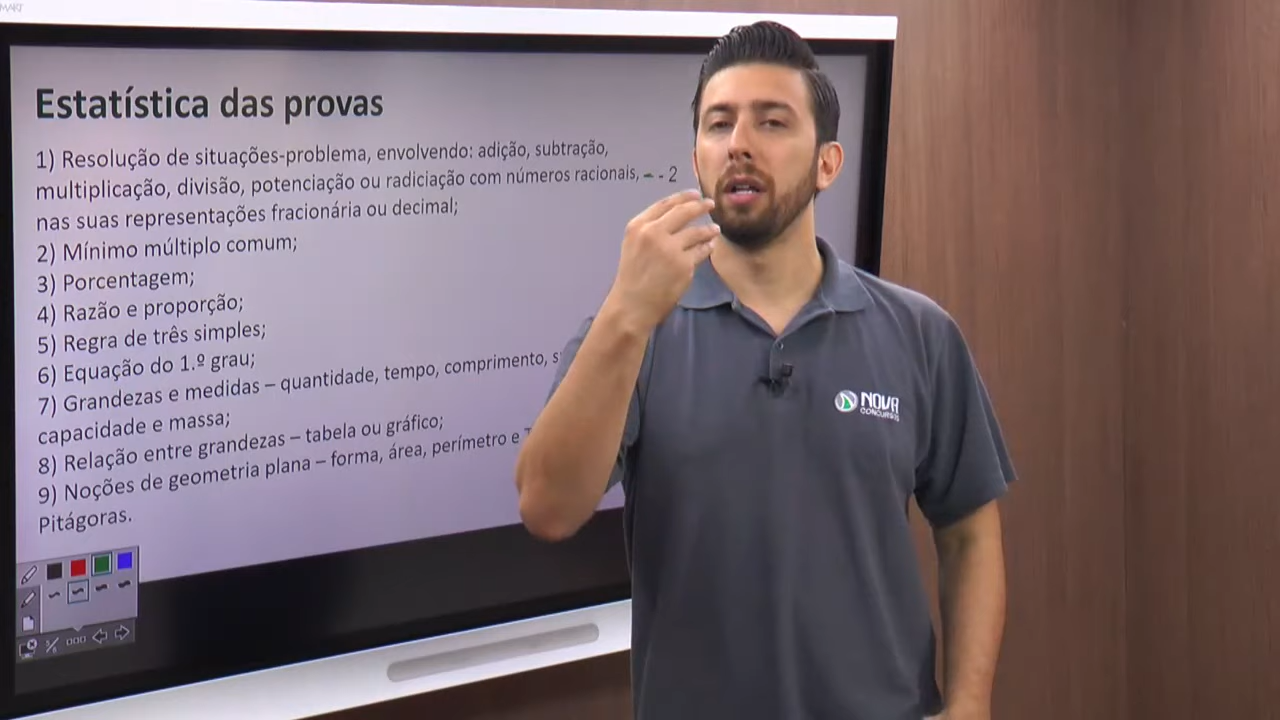 Estatística das provas
1) Resolução de situações-problema, envolvendo: adição, subtração,
multiplicação, divisão, potenciação ou radiciação com números racionais, - - 2
nas suas representações fracionária ou decimal;
2) Mínimo múltiplo comum;
3) Porcentagem;
4) Razão e proporção;
5) Regra de três simples;
6) Equação do 1.º grau;
7) Grandezas e medidas – quantidade, tempo, comprimento,
capacidade e massa;
8) Relação entre grandezas – tabela ou gráfico;
9) Noções de geometria plana – forma, área, perímetro e
Pitágoras.
NOVA
CONCURSOS